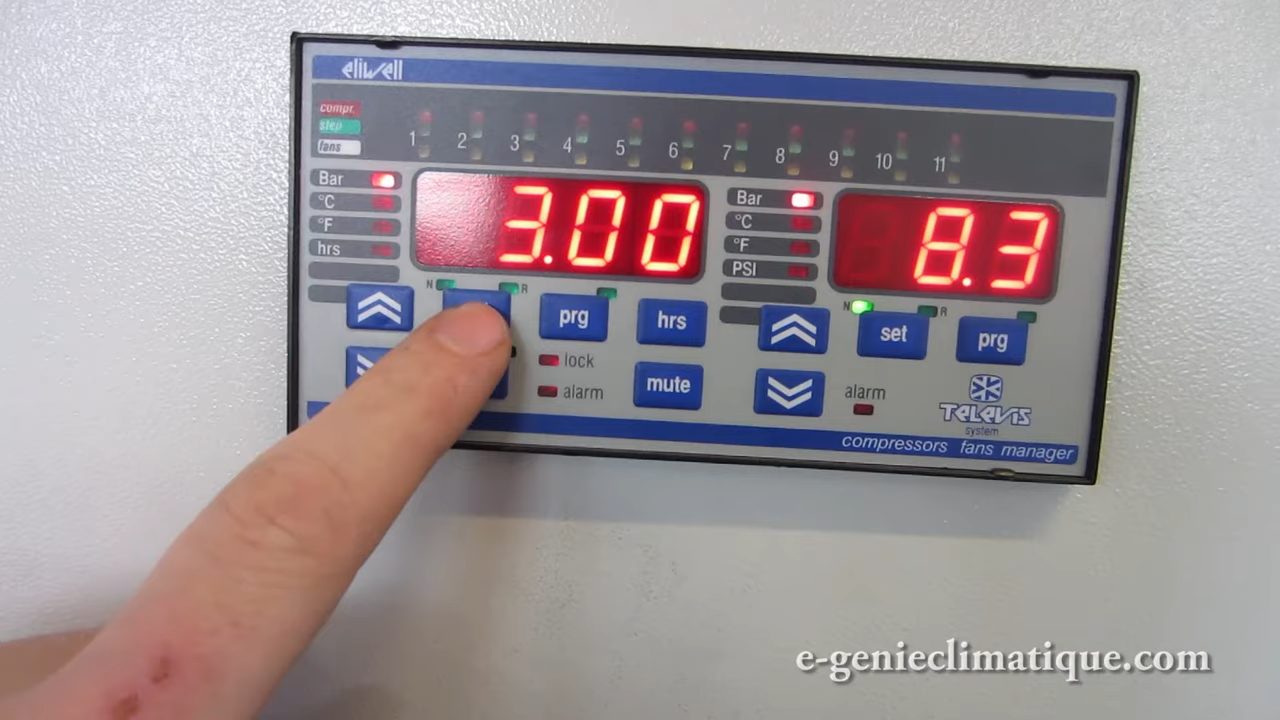 eliwell
compr.
step
fans
1 2 3 4 5 6 7 8 9 10 11
Bar
°C
°F
hrs
3.00
Bar
°C
°F
PSI
8.3
N R
prg
hrs
N R
set
prg
lock
alarm
mute
alarm
TELEVIS
system
compressors fans manager
e-genieclimatique.com